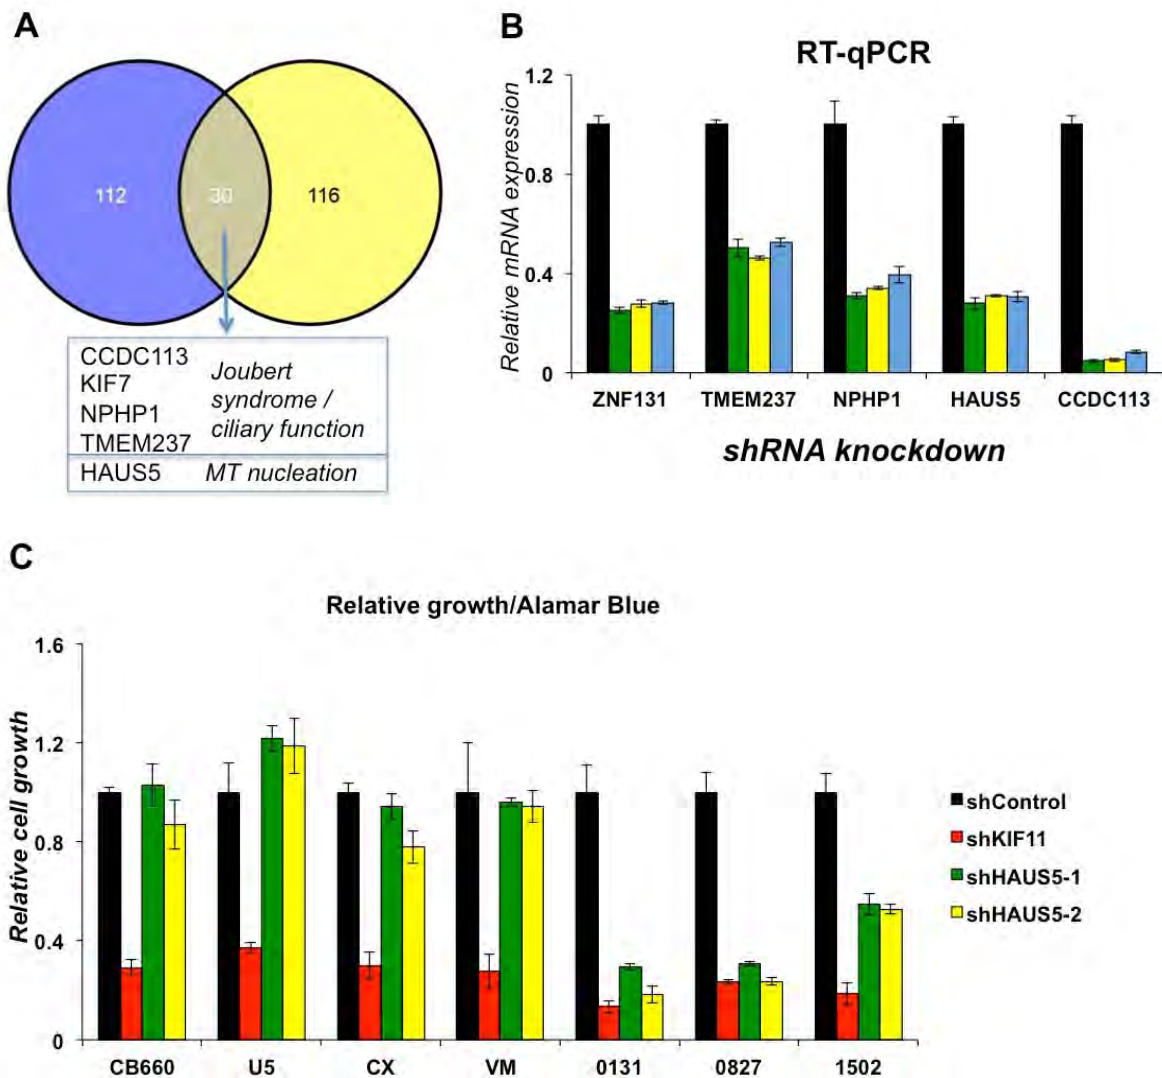 A
112
30
116
CCDC113
KIF7
NPHP1
TMEM237
Joubert
syndrome /
ciliary function
HAUS5 MT nucleation
B
RT-qPCR
Relative mRNA expression
1.2
0.8
0.4
0
ZNF131 TMEM237 NPHP1 HAUS5 CCDC113
shRNA knockdown
C
Relative growth/Alamar Blue
Relative cell growth
1.6
1.2
0.8
0.4
0
CB660 U5 CX VM 0131 0827 1502
shControl
shKIF11
shHAUS5-1
shHAUS5-2